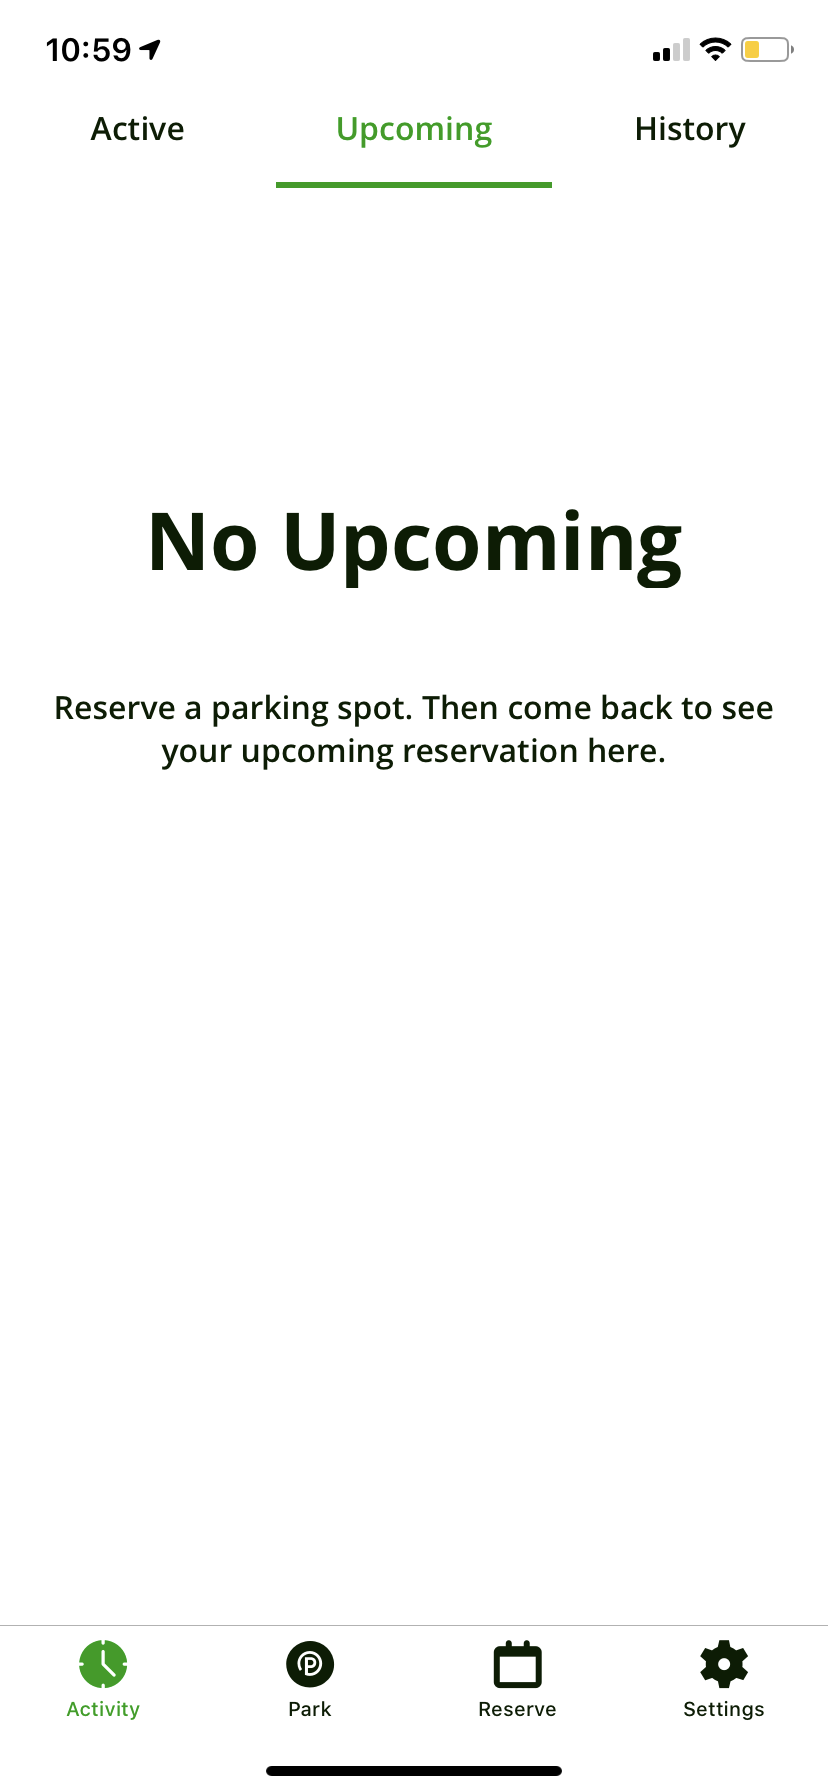 10:59
Active Upcoming History
No Upcoming
Reserve a parking spot. Then come back to see
your upcoming reservation here.
P
Activity Park Reserve Settings